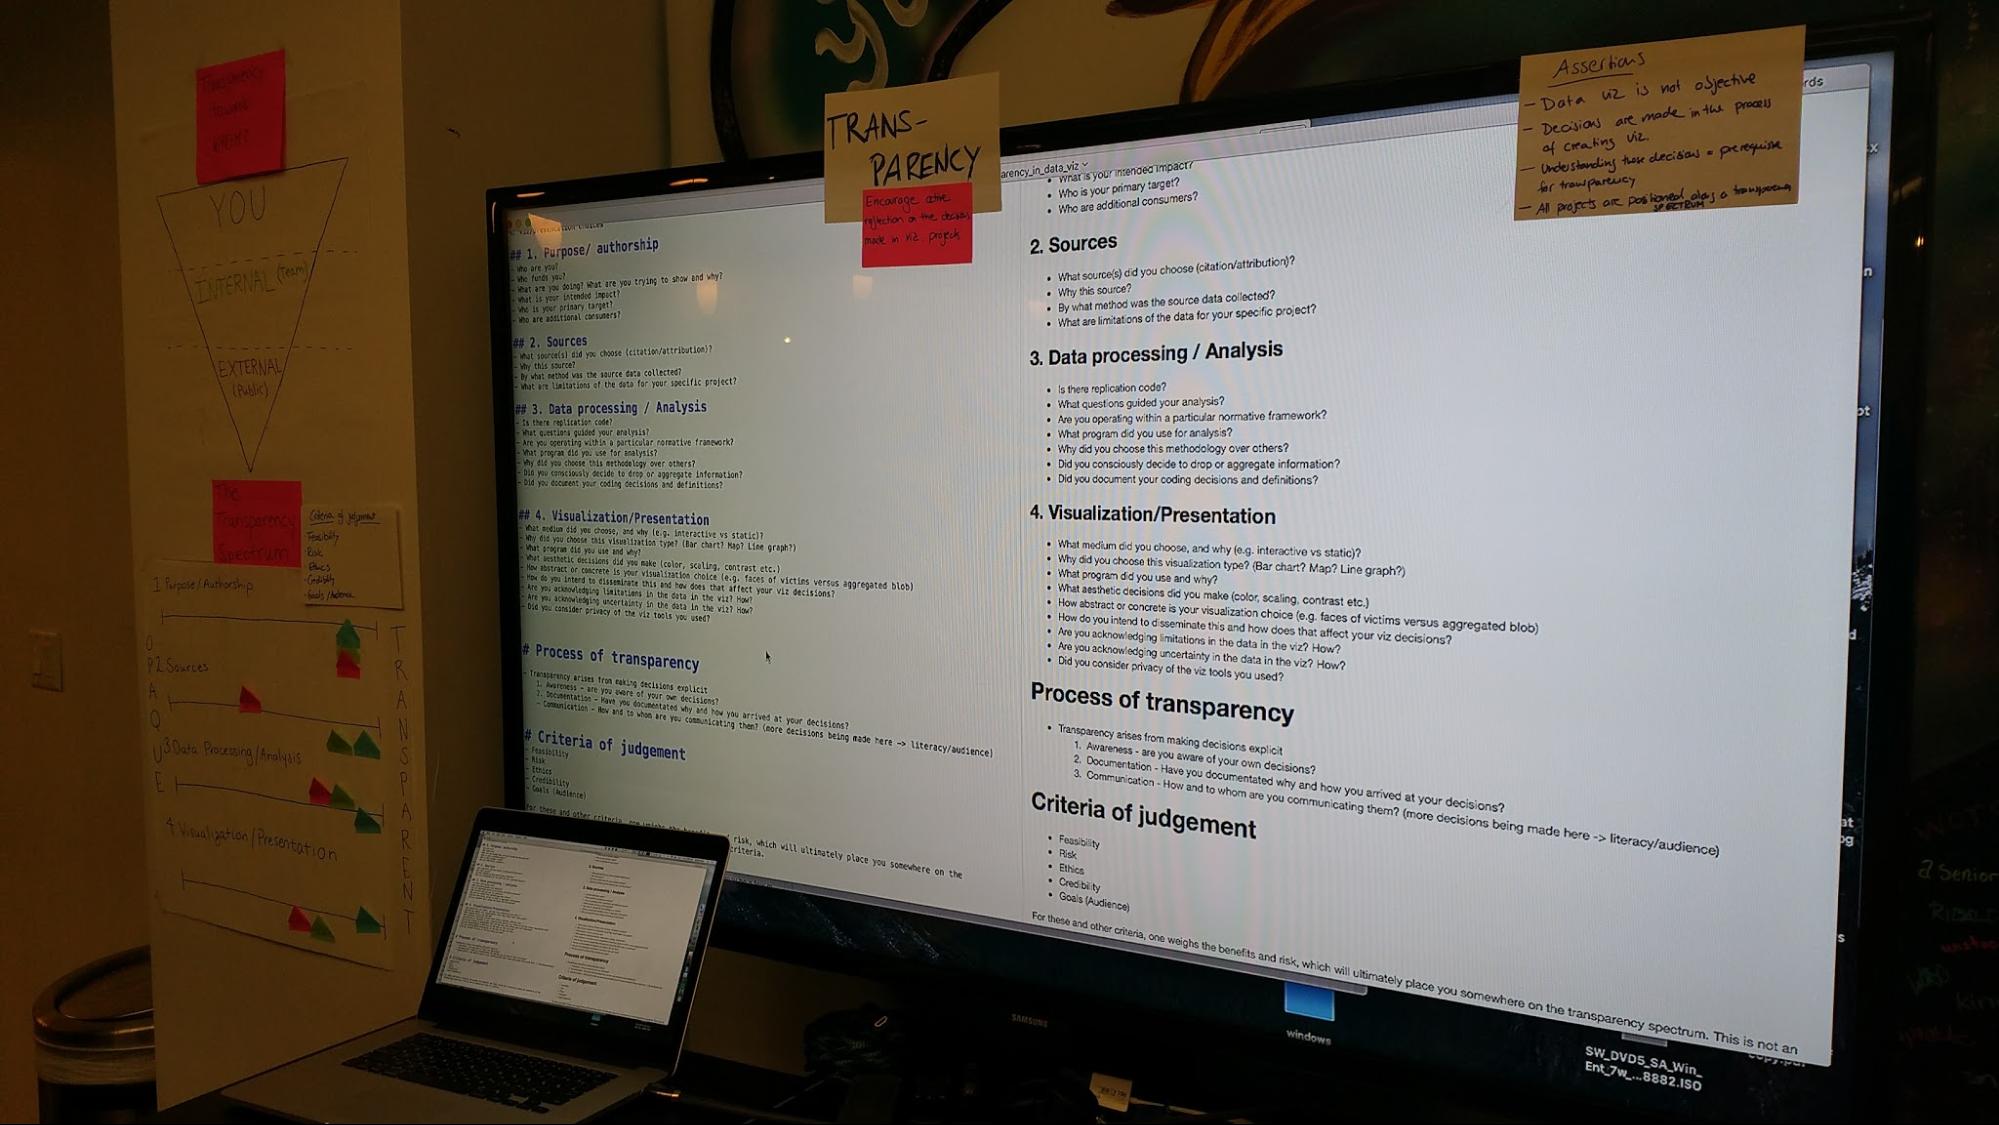 Transparency
toward
YOU
INTERNAL (Team)
EXTERNAL
(Public)
The
Transparency
Spectrum
Criteria of judgement
- Feasibility
- Risk
- Ethics
- Credibility
- Goals/Audience
1 Purpose/Authorship
2 Sources
3 Data Processing/Analysis
4 Visualization/Presentation
OPAQUE
TRANSPARENT
TRANS-
PARENCY
Encourage active
reflection on the decisions
made in viz projects
Assertions
- Data viz is not objective
- Decisions are made in the process
of creating viz.
- Understanding those decisions = prerequisite
for transparency
- All projects are positioned along a transparency
SPECTRUM
## 1. Purpose/ authorship
- Who are you?
- Who funds you?
- What are you doing? What are you trying to show and why?
- What is your intended impact?
- Who is your primary target?
- Who are additional consumers?
## 2. Sources
- What source(s) did you choose (citation/attribution)?
- Why this source?
- By what method was the source data collected?
- What are limitations of the data for your specific project?
## 3. Data processing / Analysis
- Is there replication code?
- What questions guided your analysis?
- Are you operating within a particular normative framework?
- What program did you use for analysis?
- Why did you choose this methodology over others?
- Did you consciously decide to drop or aggregate information?
- Did you document your coding decisions and definitions?
## 4. Visualization/Presentation
- What medium did you choose, and why (e.g. interactive vs static)?
- Why did you choose this visualization type? (Bar chart? Map? Line graph?)
- What program did you use and why?
- What aesthetic decisions did you make (color, scaling, contrast etc.)
- How abstract or concrete is your visualization choice (e.g. faces of victims versus aggregated blob)
- How do you intend to disseminate this and how does that affect your viz decisions?
- Are you acknowledging limitations in the data in the viz? How?
- Are you acknowledging uncertainty in the data in the viz? How?
- Did you consider privacy of the viz tools you used?
# Process of transparency
- Transparency arises from making decisions explicit
1. Awareness - are you aware of your own decisions?
2. Documentation - Have you documentated why and how you arrived at your decisions?
- Communication - How and to whom are you communicating them? (more decisions being made here -> literacy/audience)
# Criteria of judgement
- Feasibility
- Risk
- Ethics
- Credibility
- Goals (Audience)
For these and other criteria, one weighs the benefits and risk, which will ultimately place you somewhere on the
criteria.
arency_in_data_viz
rds
• What is your intended impact?
• Who is your primary target?
• Who are additional consumers?
2. Sources
• What source(s) did you choose (citation/attribution)?
• Why this source?
• By what method was the source data collected?
• What are limitations of the data for your specific project?
3. Data processing / Analysis
• Is there replication code?
• What questions guided your analysis?
• Are you operating within a particular normative framework?
• What program did you use for analysis?
• Why did you choose this methodology over others?
• Did you consciously decide to drop or aggregate information?
• Did you document your coding decisions and definitions?
4. Visualization/Presentation
• What medium did you choose, and why (e.g. interactive vs static)?
• Why did you choose this visualization type? (Bar chart? Map? Line graph?)
• What program did you use and why?
• What aesthetic decisions did you make (color, scaling, contrast etc.)
• How abstract or concrete is your visualization choice (e.g. faces of victims versus aggregated blob)
• How do you intend to disseminate this and how does that affect your viz decisions?
• Are you acknowledging limitations in the data in the viz? How?
• Are you acknowledging uncertainty in the data in the viz? How?
• Did you consider privacy of the viz tools you used?
Process of transparency
• Transparency arises from making decisions explicit
1. Awareness - are you aware of your own decisions?
2. Documentation - Have you documentated why and how you arrived at your decisions?
3. Communication - How and to whom are you communicating them? (more decisions being made here -> literacy/audience)
Criteria of judgement
• Feasibility
• Risk
• Ethics
• Credibility
• Goals (Audience)
For these and other criteria, one weighs the benefits and risk, which will ultimately place you somewhere on the transparency spectrum. This is not an
windows
SW_DVD5_SA_Win_
Ent_7w_...8882.ISO
SAMSUNG
2 Senior